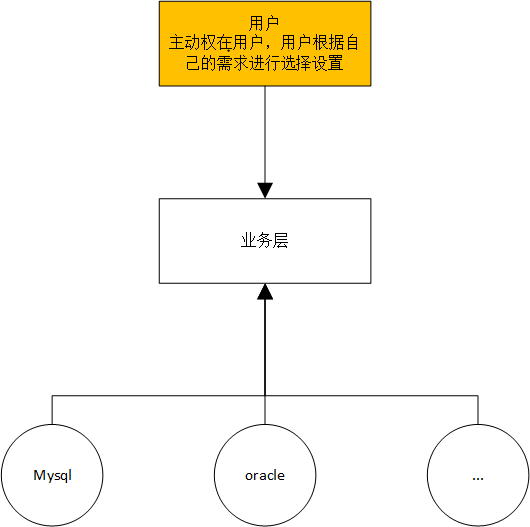 用户
主动权在用户，用户根据自
己的需求进行选择设置
业务层
Mysql
oracle
...